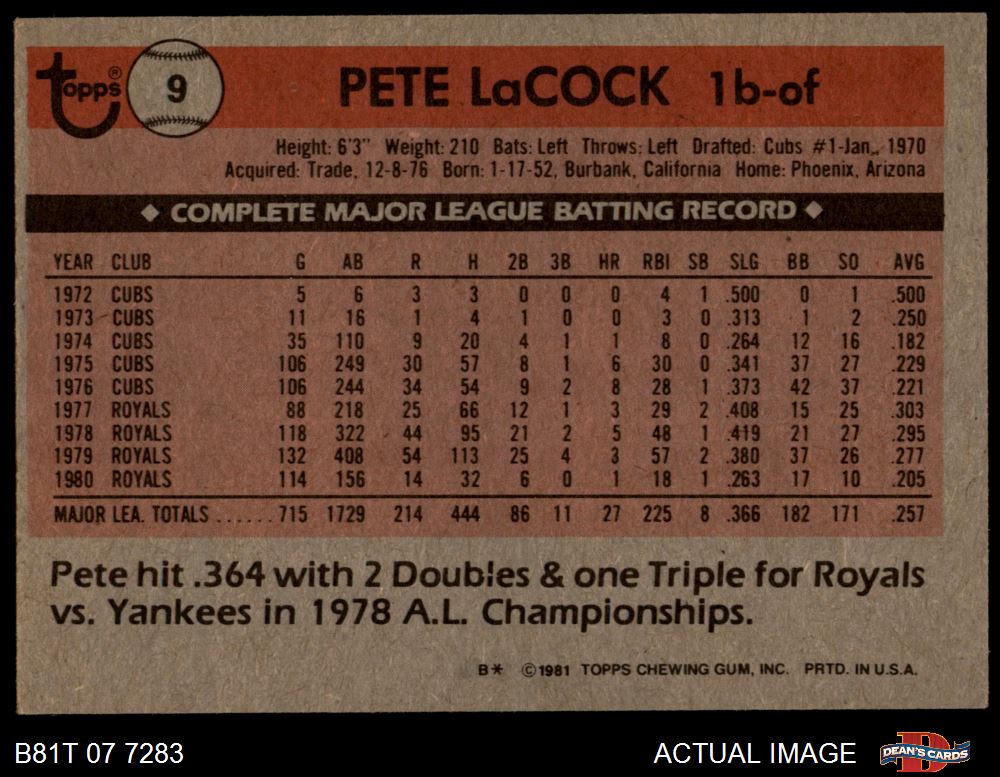 topps® 9 PETE LaCOCK 1b-of
Height: 6'3" Weight: 210 Bats: Left Throws: Left Drafted: Cubs #1-Jan., 1970
Acquired: Trade, 12-8-76 Born: 1-17-52, Burbank, California Home: Phoenix, Arizona
◆ COMPLETE MAJOR LEAGUE BATTING RECORD ◆
YEAR CLUB G AB R H 2B 3B HR RBI SB SLG BB SO AVG
1972 CUBS 5 6 3 3 0 0 0 4 1 .500 0 1 .500
1973 CUBS 11 16 1 4 1 0 0 3 0 .313 1 2 .250
1974 CUBS 35 110 9 20 4 1 1 8 0 .264 12 16 .182
1975 CUBS 106 249 30 57 8 1 6 30 0 .341 37 27 .229
1976 CUBS 106 244 34 54 9 2 8 28 1 .373 42 37 .221
1977 ROYALS 88 218 25 66 12 1 3 29 2 .408 15 25 .303
1978 ROYALS 118 322 44 95 21 2 5 48 1 .419 21 27 .295
1979 ROYALS 132 408 54 113 25 4 3 57 2 .380 37 26 .277
1980 ROYALS 114 156 14 32 6 0 1 18 1 .263 17 10 .205
MAJOR LEA. TOTALS ...... 715 1729 214 444 86 11 27 225 8 .366 182 171 .257
Pete hit .364 with 2 Doubles & one Triple for Royals
vs. Yankees in 1978 A.L. Championships.
B* ©1981 TOPPS CHEWING GUM, INC. PRTD. IN U.S.A.
B81T 07 7283 ACTUAL IMAGE DEAN'S CARDS